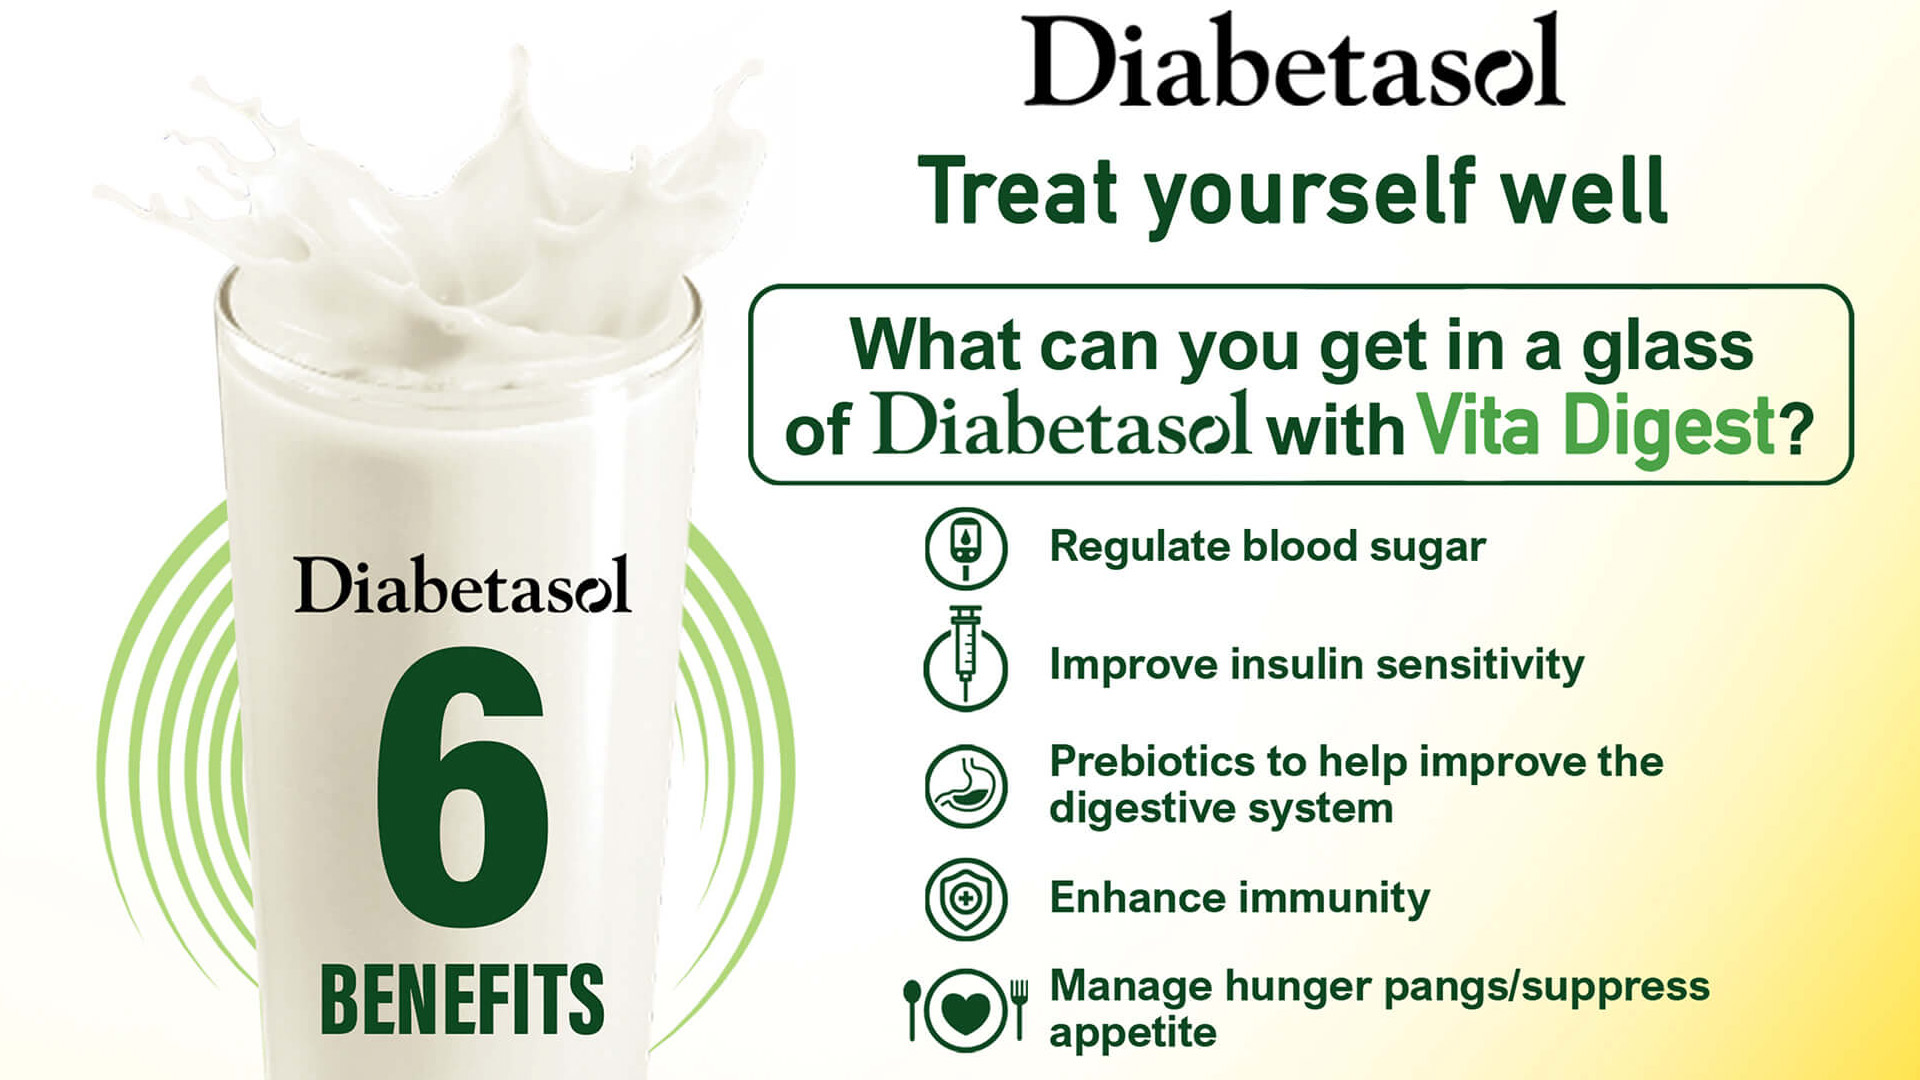 Diabetasol
Treat yourself well
What can you get in a glass
of Diabetasol with Vita Digest?
Regulate blood sugar
Improve insulin sensitivity
Prebiotics to help improve the
digestive system
Enhance immunity
Manage hunger pangs/suppress
appetite
Diabetasol
6
BENEFITS